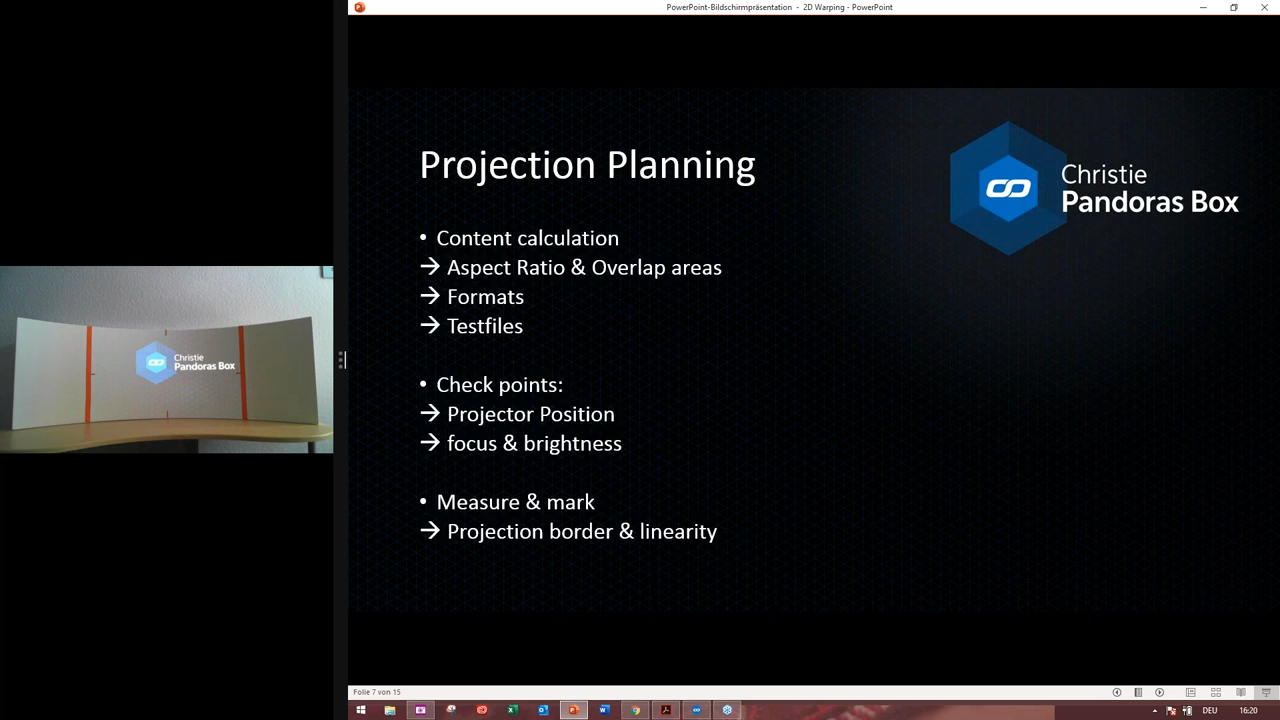 PowerPoint-Bildschirmpräsentation - 2D Warping - PowerPoint
Projection Planning
Christie
Pandoras Box
• Content calculation
→ Aspect Ratio & Overlap areas
→ Formats
→ Testfiles
• Check points:
→ Projector Position
→ focus & brightness
• Measure & mark
→ Projection border & linearity
Christie
Pandoras Box
Folie 7 von 15
DEU
16:20